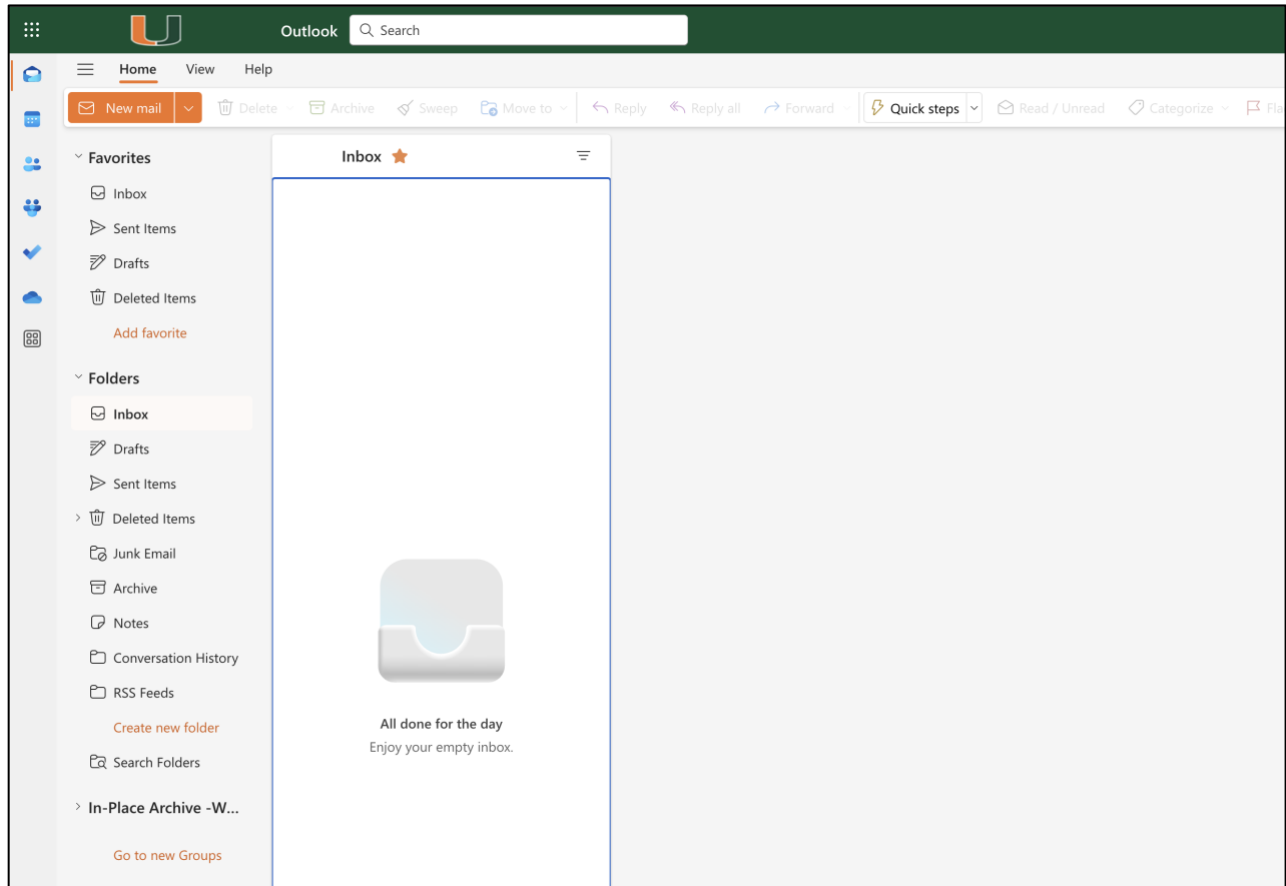 Outlook
Search
Home View Help
New mail Delete Archive Sweep Move to Reply Reply all Forward Quick steps Read / Unread Categorize Fla
Favorites
Inbox
Sent Items
Drafts
Deleted Items
Add favorite
Folders
Inbox
Drafts
Sent Items
Deleted Items
Junk Email
Archive
Notes
Conversation History
RSS Feeds
Create new folder
Search Folders
In-Place Archive -W...
Go to new Groups
Inbox
All done for the day
Enjoy your empty inbox.